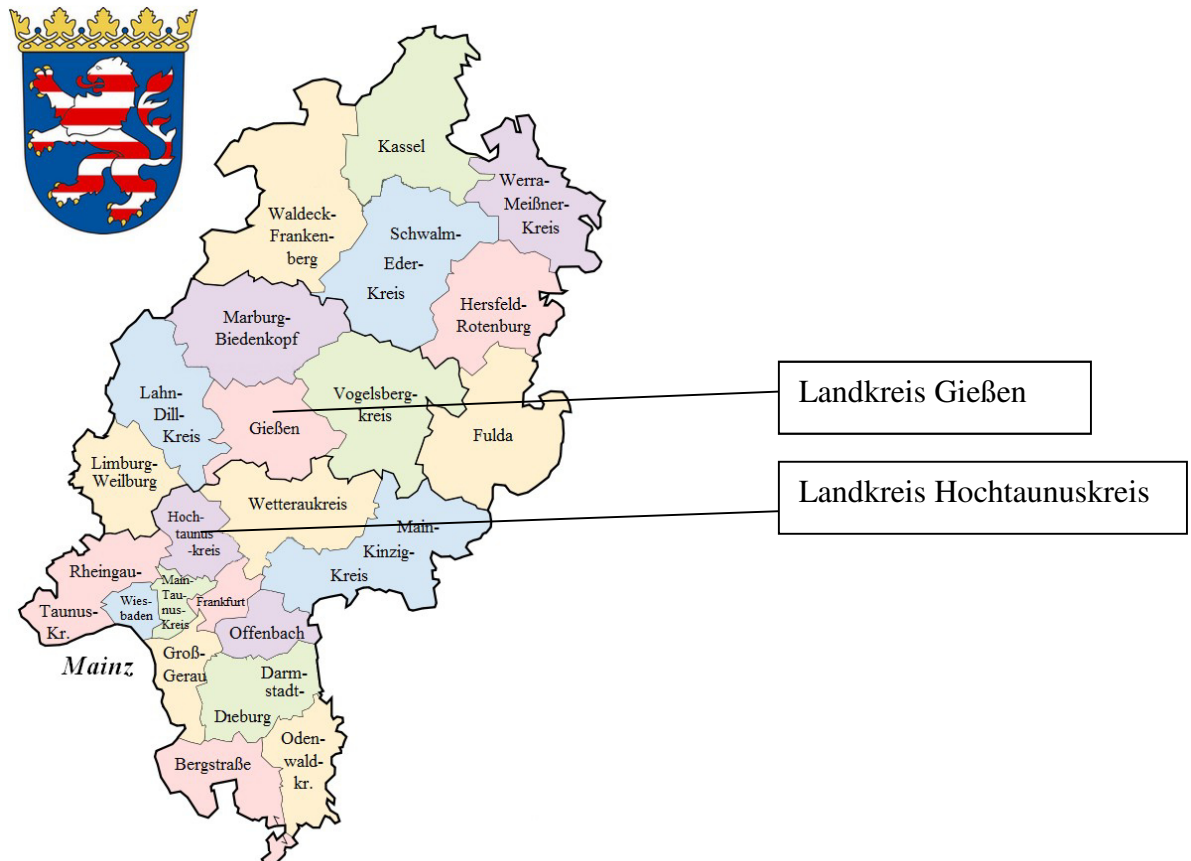 Kassel
Werra-
Meißner-
Kreis
Waldeck-
Franken-
berg
Schwalm-
Eder-
Kreis
Hersfeld-
Rotenburg
Marburg-
Biedenkopf
Lahn-
Dill-
Kreis
Gießen
Vogelsberg-
kreis
Fulda
Landkreis Gießen
Limburg-
Weilburg
Wetteraukreis
Landkreis Hochtaunuskreis
Hoch-
taunus
-kreis
Main-
Kinzig-
Kreis
Rheingau-
Taunus-
Kr.
Wies-
baden
Main-
Tau-
nus-
Kreis
Frankfurt
Offenbach
Mainz
Groß-
Gerau
Darm-
stadt-
Dieburg
Bergstraße
Oden-
wald-
kr.